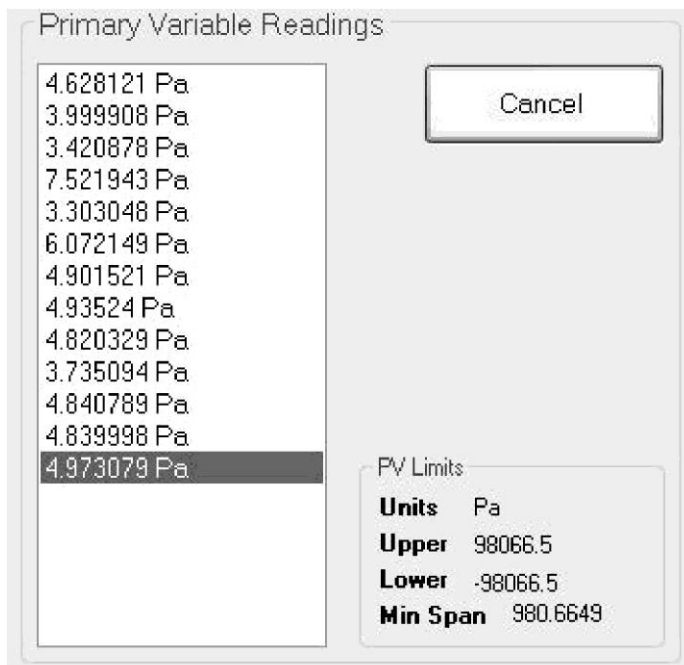 Primary Variable Readings
4.628121 Pa
3.999908 Pa
3.420878 Pa
7.521943 Pa
3.303048 Pa
6.072149 Pa
4.901521 Pa
4.93524 Pa
4.820329 Pa
3.735094 Pa
4.840789 Pa
4.839998 Pa
4.973079 Pa
Cancel
PV Limits
Units Pa
Upper 98066.5
Lower -98066.5
Min Span 980.6649